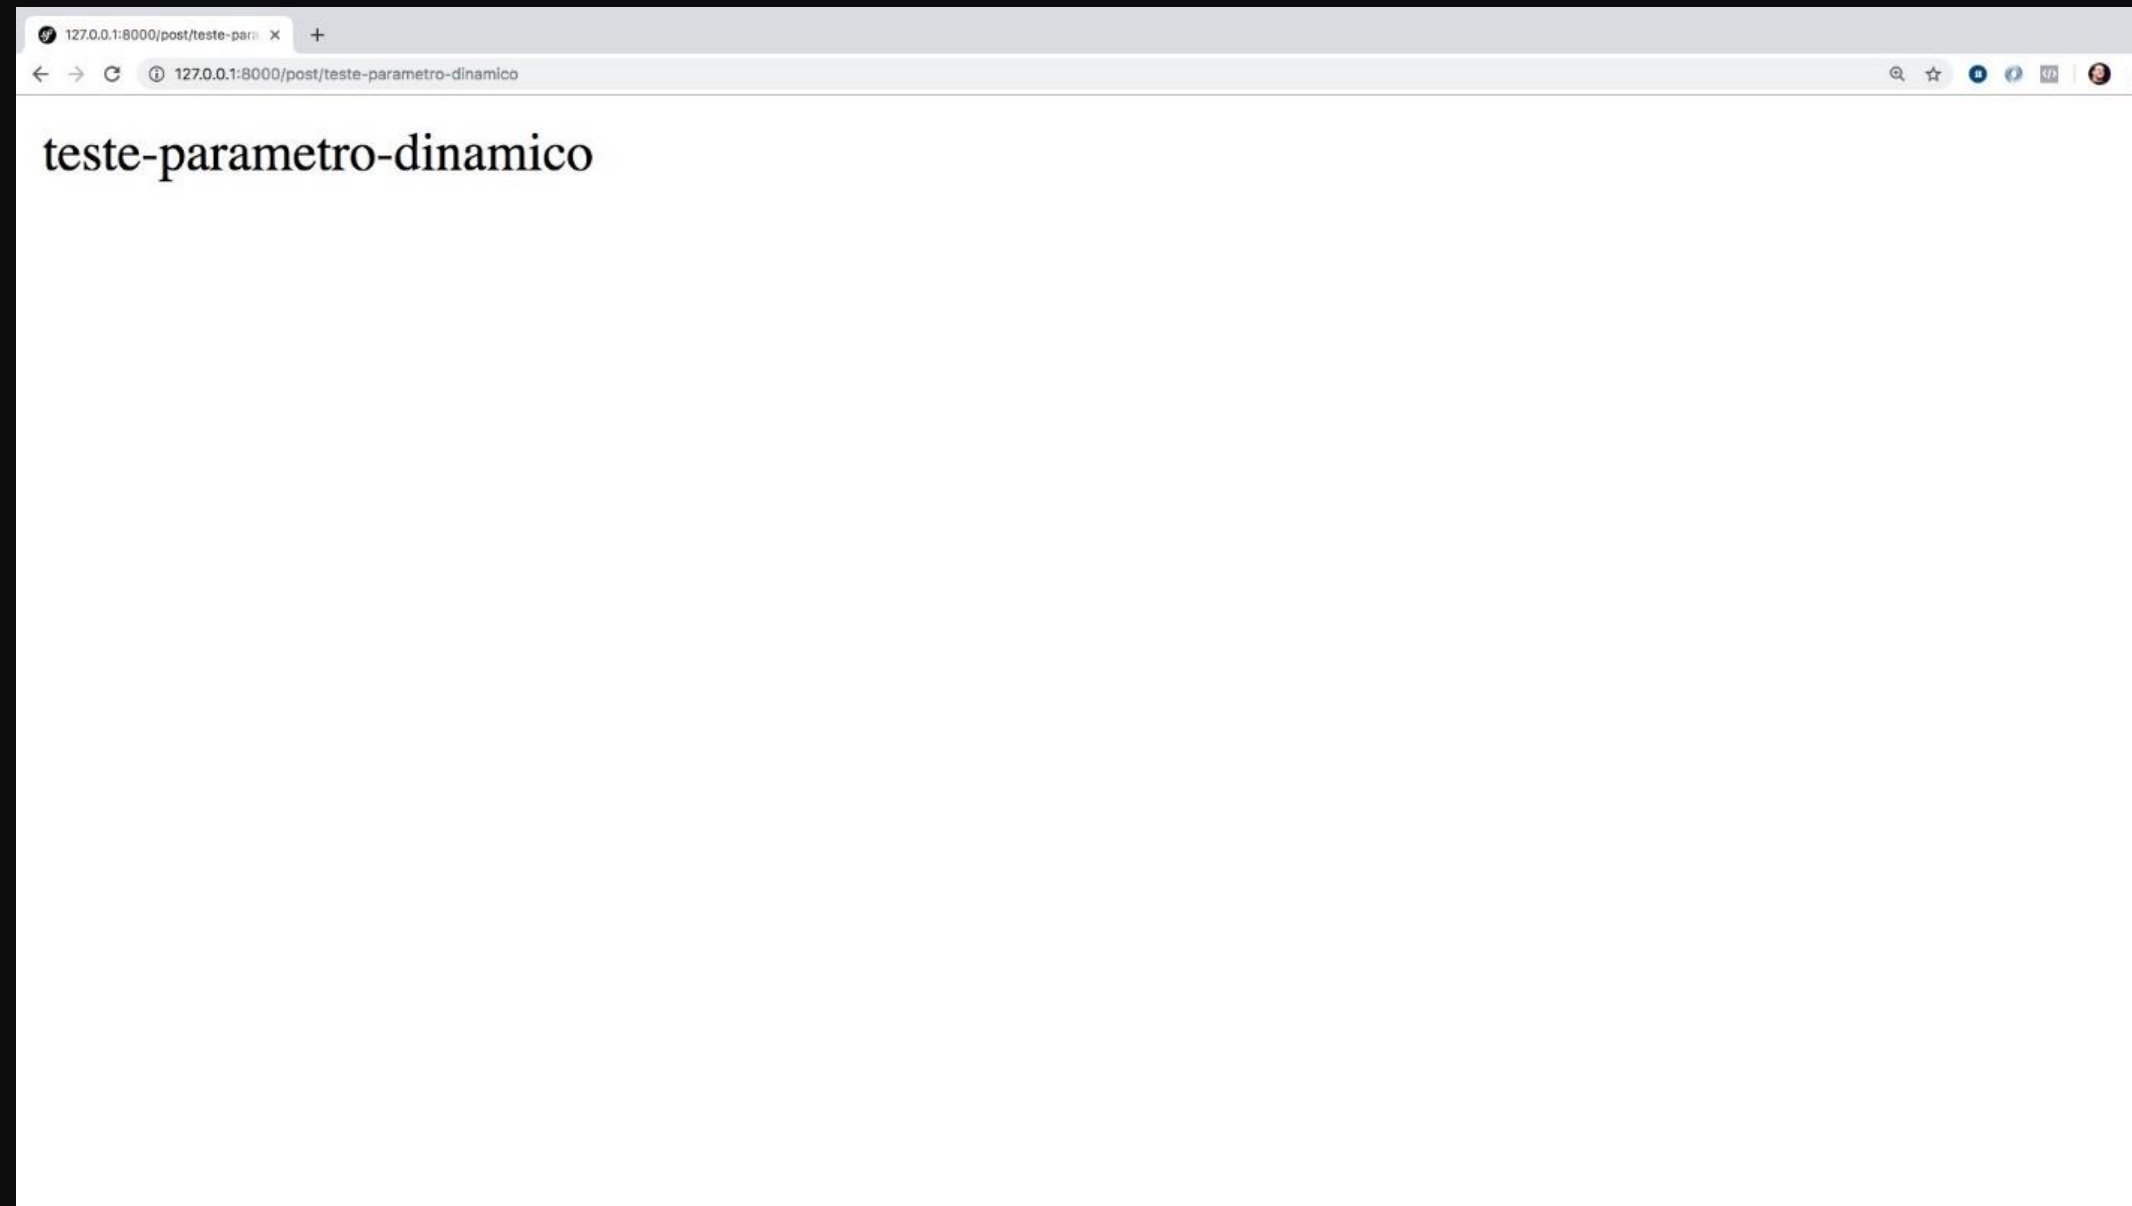 127.0.0.1:8000/post/teste-para
127.0.0.1:8000/post/teste-parametro-dinamico
teste-parametro-dinamico